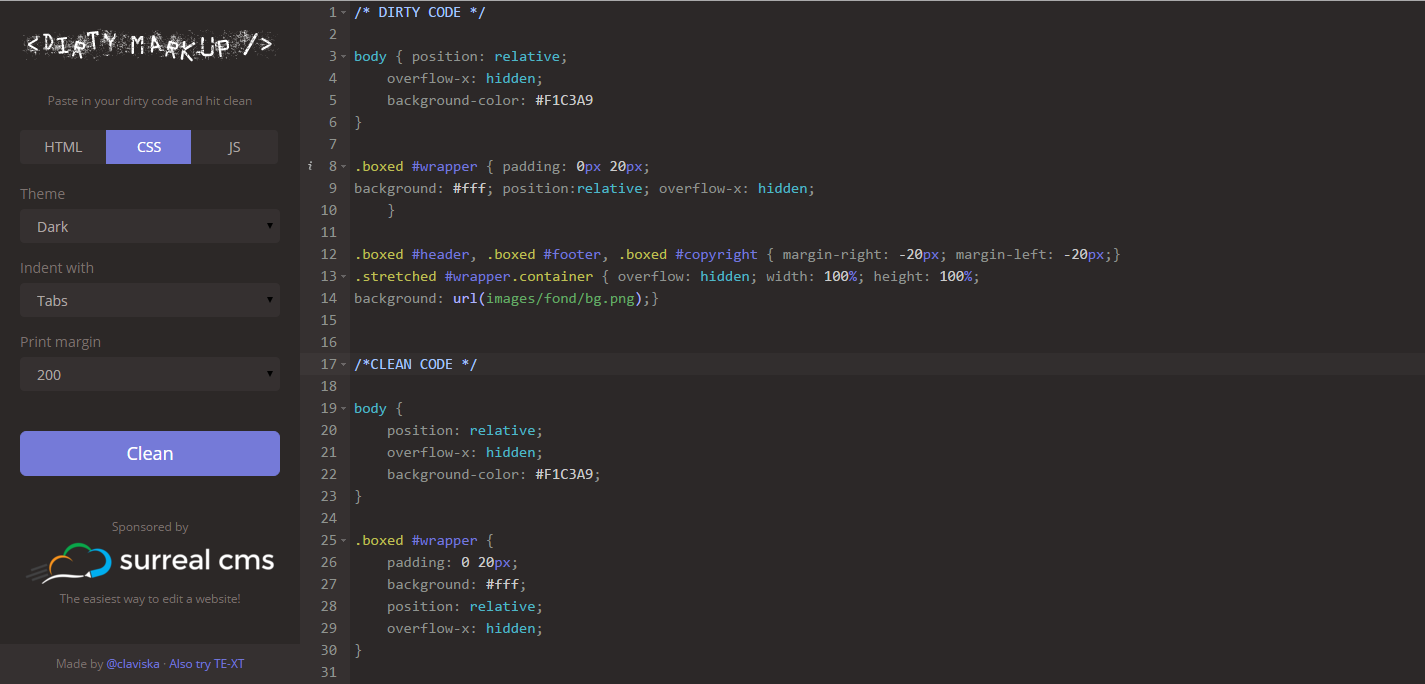 <DIRTY MARKUP />
Paste in your dirty code and hit clean
HTML CSS JS
Theme
Dark
Indent with
Tabs
Print margin
200
Clean
Sponsored by
surreal cms
The easiest way to edit a website!
Made by @claviska · Also try TE-XT
1 /* DIRTY CODE */
2
3 body { position: relative;
4     overflow-x: hidden;
5     background-color: #F1C3A9
6 }
7
i 8 .boxed #wrapper { padding: 0px 20px;
9 background: #fff; position:relative; overflow-x: hidden;
10     }
11
12 .boxed #header, .boxed #footer, .boxed #copyright { margin-right: -20px; margin-left: -20px;}
13 .stretched #wrapper.container { overflow: hidden; width: 100%; height: 100%;
14 background: url(images/fond/bg.png);}
15
16
17 /*CLEAN CODE */
18
19 body {
20     position: relative;
21     overflow-x: hidden;
22     background-color: #F1C3A9;
23 }
24
25 .boxed #wrapper {
26     padding: 0 20px;
27     background: #fff;
28     position: relative;
29     overflow-x: hidden;
30 }
31